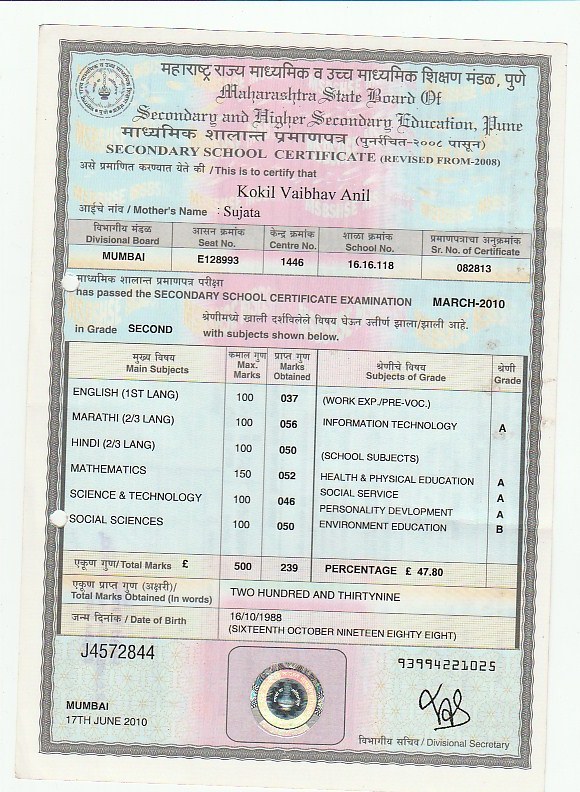 महाराष्ट्र राज्य माध्यमिक व उच्च माध्यमिक शिक्षण मंडळ, पुणे
Maharashtra State Board Of
Secondary and Higher Secondary Education, Pune
माध्यमिक शालान्त प्रमाणपत्र (पुनर्रचित-२००८ पासून)
SECONDARY SCHOOL CERTIFICATE (REVISED FROM-2008)
असे प्रमाणित करण्यात येते की /This is to certify that
Kokil Vaibhav Anil
आईचे नांव / Mother's Name : Sujata
विभागीय मंडळ आसन क्रमांक केन्द्र क्रमांक शाळा क्रमांक प्रमाणपत्राचा अनुक्रमांक
Divisional Board Seat No. Centre No. School No. Sr. No. of Certificate
MUMBAI E128993 1446 16.16.118 082813
माध्यमिक शालान्त प्रमाणपत्र परीक्षा
has passed the SECONDARY SCHOOL CERTIFICATE EXAMINATION MARCH-2010
श्रेणीमध्ये खाली दर्शविलेले विषय घेऊन उत्तीर्ण झाला/झाली आहे.
in Grade SECOND with subjects shown below.
मुख्य विषय कमाल गुण प्राप्त गुण श्रेणीचे विषय श्रेणी
Main Subjects Max. Marks Marks Obtained Subjects of Grade Grade
ENGLISH (1ST LANG) 100 037 (WORK EXP./PRE-VOC.)
MARATHI (2/3 LANG) 100 056 INFORMATION TECHNOLOGY A
HINDI (2/3 LANG) 100 050 (SCHOOL SUBJECTS)
MATHEMATICS 150 052 HEALTH & PHYSICAL EDUCATION A
SCIENCE & TECHNOLOGY 100 046 SOCIAL SERVICE A
PERSONALITY DEVLOPMENT A
SOCIAL SCIENCES 100 050 ENVIRONMENT EDUCATION B
एकूण गुण/Total Marks £ 500 239 PERCENTAGE £ 47.80
एकूण प्राप्त गुण (अक्षरी)/
Total Marks Obtained (In words) TWO HUNDRED AND THIRTYNINE
जन्म दिनांक / Date of Birth 16/10/1988
(SIXTEENTH OCTOBER NINETEEN EIGHTY EIGHT)
J4572844 93994221025
MUMBAI
17TH JUNE 2010
विभागीय सचिव / Divisional Secretary